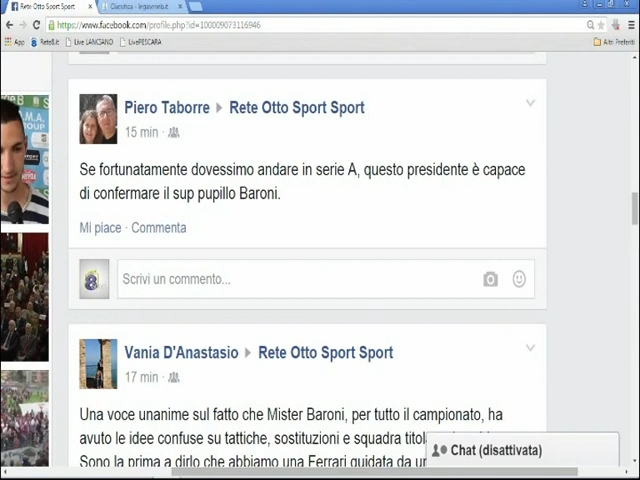 Rete Otto Sport Sport
Classifica - legaserieb.it
https://www.facebook.com/profile.php?id=100009073116946
App
Rete8.it
Live LANCIANO
LivePESCARA
Altri Preferiti
Piero Taborre Rete Otto Sport Sport
15 min ·
Se fortunatamente dovessimo andare in serie A, questo presidente è capace
di confermare il sup pupillo Baroni.
Mi piace · Commenta
8
Scrivi un commento...
Vania D'Anastasio Rete Otto Sport Sport
17 min ·
Una voce unanime sul fatto che Mister Baroni, per tutto il campionato, ha
avuto le idee confuse su tattiche, sostituzioni e squadra
Sono la prima a dirlo che abbiamo una Ferrari guidata da
Chat (disattivata)